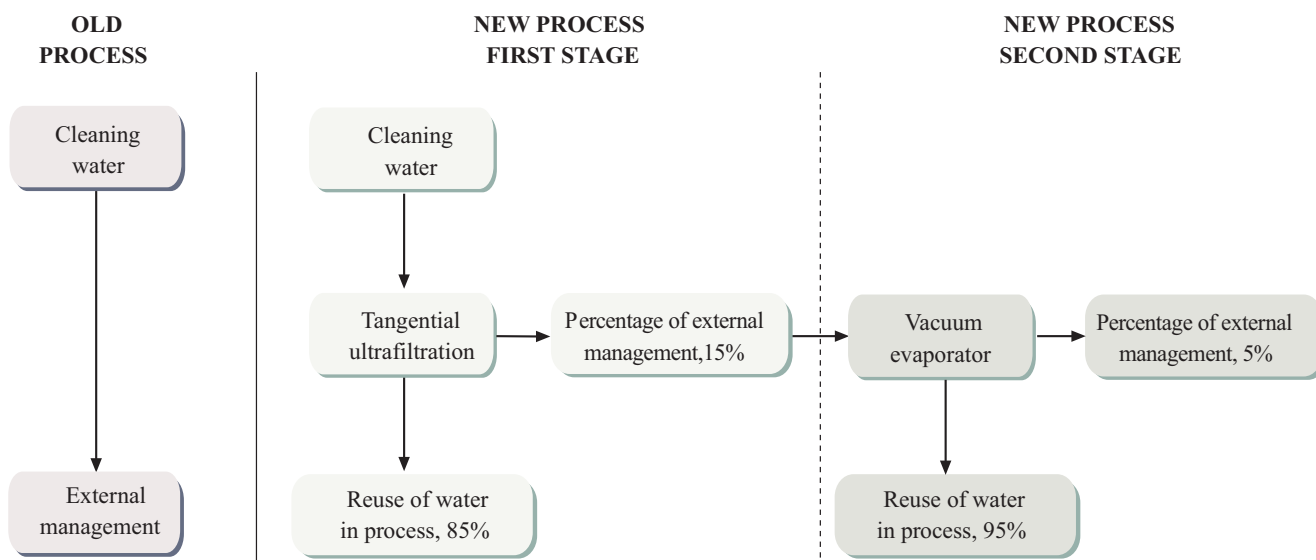 OLD
PROCESS
NEW PROCESS
FIRST STAGE
NEW PROCESS
SECOND STAGE
Cleaning
water
Cleaning
water
Tangential
ultrafiltration
Percentage of external
management,15%
Vacuum
evaporator
Percentage of external
management, 5%
External
management
Reuse of water
in process, 85%
Reuse of water
in process, 95%